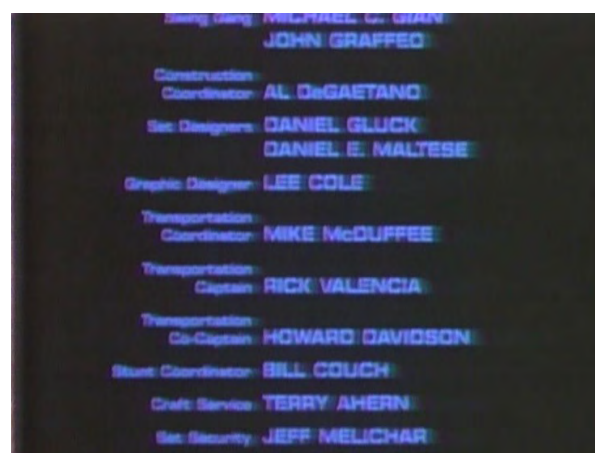 Swing Gang MICHAEL C. GIAN
JOHN GRAFFEO
Construction
Coordinator AL DeGAETANO
Set Designers DANIEL GLUCK
DANIEL E. MALTESE
Graphic Designer LEE COLE
Transportation
Coordinator MIKE McDUFFEE
Transportation
Captain RICK VALENCIA
Transportation
Co-Captain HOWARD DAVIDSON
Stunt Coordinator BILL COUCH
Craft Service TERRY AHERN
Set Security JEFF MELICHAR